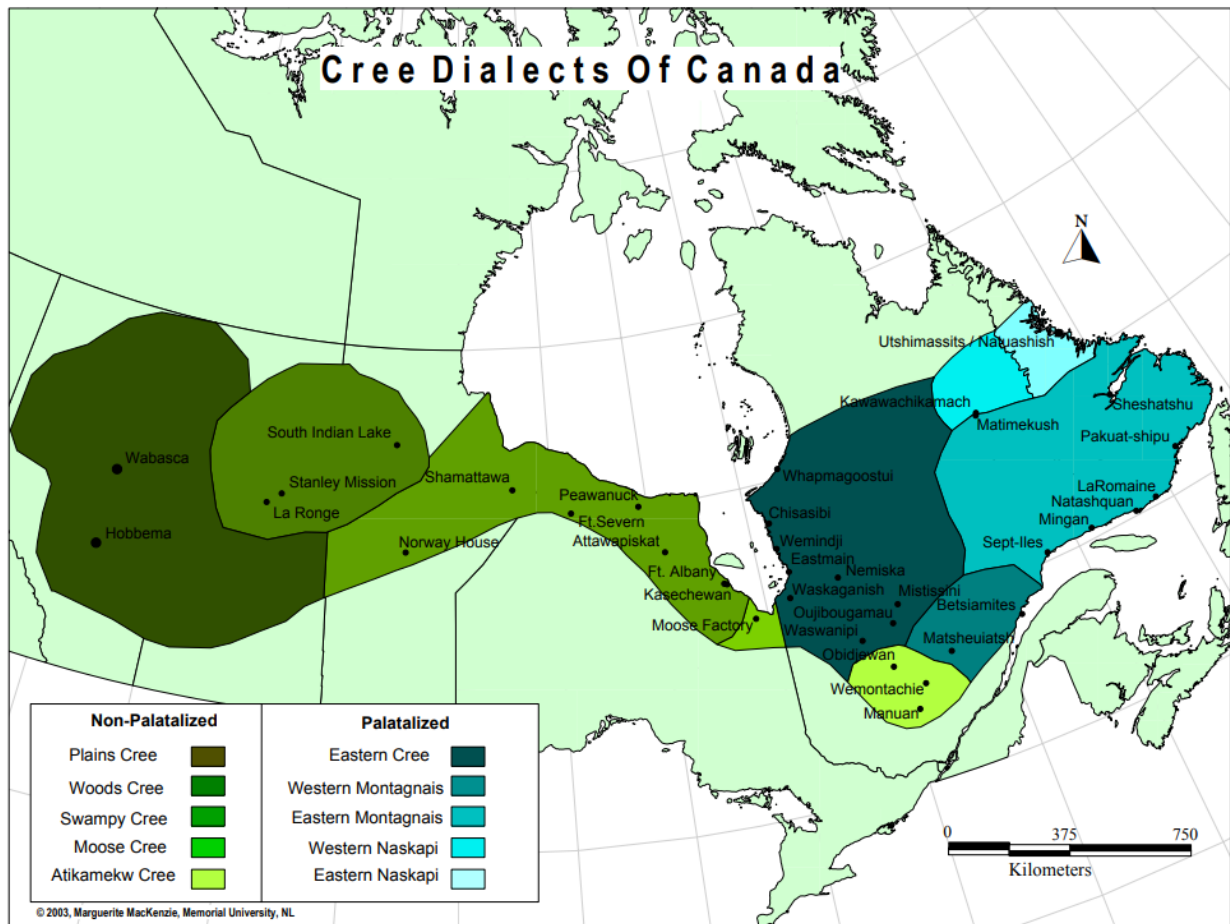 Cree Dialects Of Canada
N
Utshimassits / Natuashish
Kawawachikamach
Matimekush
Sheshatshu
Pakuat-shipu
South Indian Lake
Wabasca
Stanley Mission
La Ronge
Shamattawa
Whapmagoostui
LaRomaine
Natashquan
Mingan
Peawanuck
Ft.Severn
Chisasibi
Hobbema
Norway House
Attawapiskat
Wemindji
Eastmain
Sept-Iles
Ft. Albany
Nemiska
Kasechewan
Waskaganish
Mistissini
Betsiamites
Oujibougamau
Moose Factory
Waswanipi
Matsheuiatsh
Obidjewan
Wemontachie
Manuan
Non-Palatalized
Plains Cree
Woods Cree
Swampy Cree
Moose Cree
Atikamekw Cree
Palatalized
Eastern Cree
Western Montagnais
Eastern Montagnais
Western Naskapi
Eastern Naskapi
0 375 750
Kilometers
© 2003, Marguerite MacKenzie, Memorial University, NL